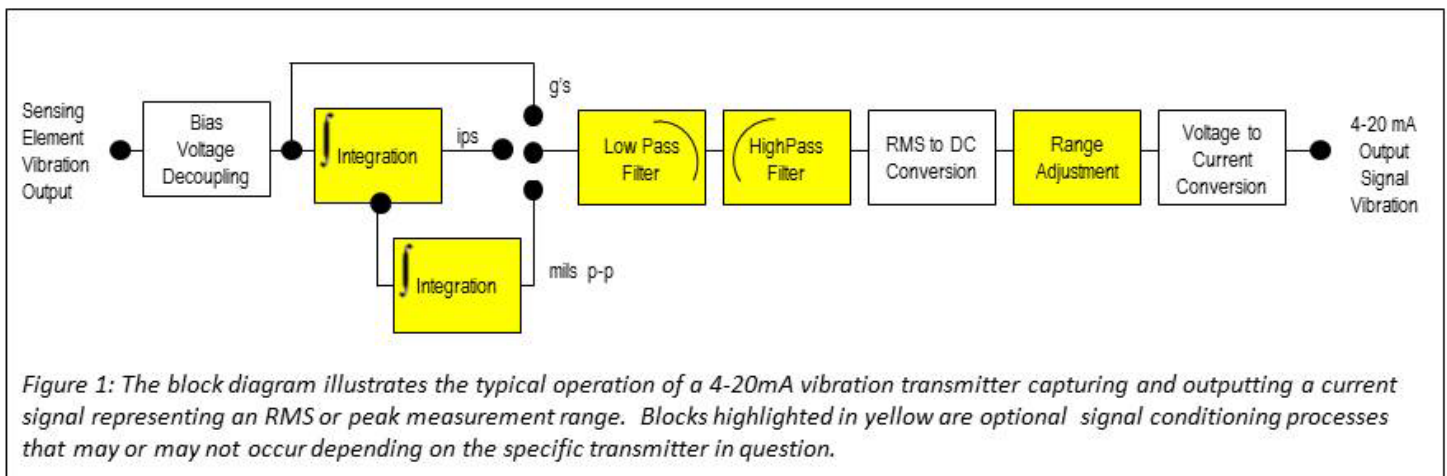 Sensing
Element
Vibration
Output
Bias
Voltage
Decoupling
∫ Integration
ips
g's
∫ Integration
mils p-p
Low Pass
Filter
HighPass
Filter
RMS to DC
Conversion
Range
Adjustment
Voltage to
Current
Conversion
4-20 mA
Output
Signal
Vibration
Figure 1: The block diagram illustrates the typical operation of a 4-20mA vibration transmitter capturing and outputting a current
signal representing an RMS or peak measurement range. Blocks highlighted in yellow are optional signal conditioning processes
that may or may not occur depending on the specific transmitter in question.